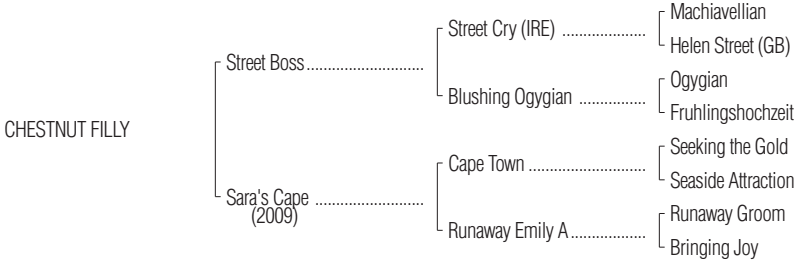 Machiavellian
Street Cry (IRE) ....................
Helen Street (GB)
Street Boss...........................
Ogygian
Blushing Ogygian ................
Fruhlingshochzeit
CHESTNUT FILLY
Seeking the Gold
Cape Town ............................
Seaside Attraction
Sara's Cape .........................
(2009)
Runaway Groom
Runaway Emily A..................
Bringing Joy